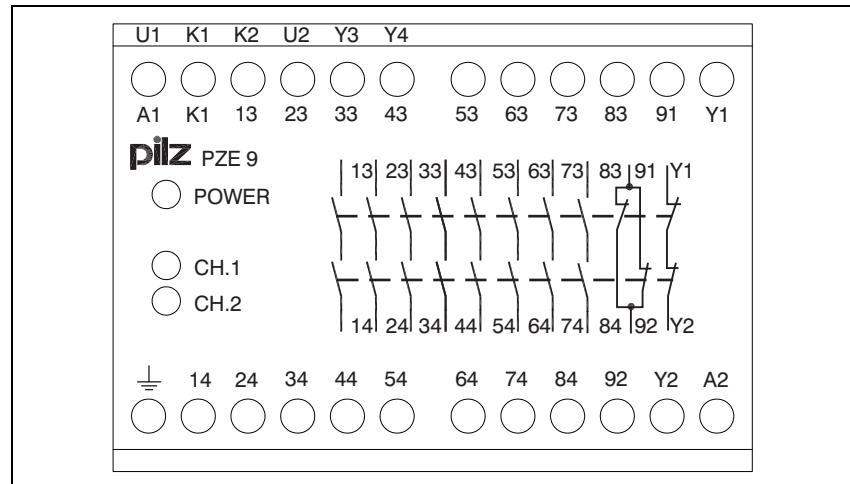 U1 K1 K2 U2 Y3 Y4
A1 K1 13 23 33 43 53 63 73 83 91 Y1
pilz PZE 9
13 23 33 43 53 63 73 83 91 Y1
POWER
CH.1
CH.2
14 24 34 44 54 64 74 84 92 Y2
14 24 34 44 54 64 74 84 92 Y2 A2